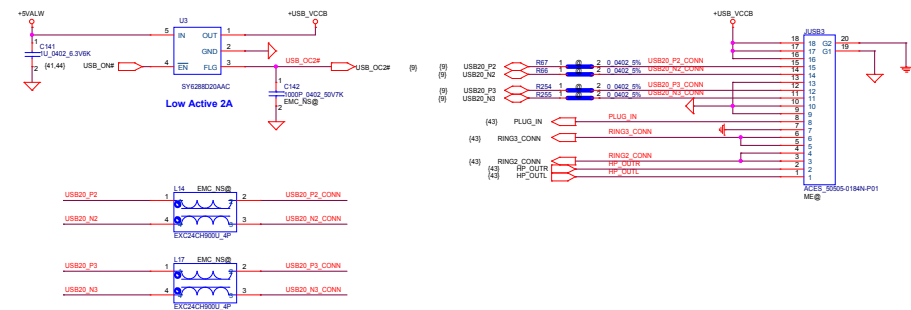 +5VALW
U3
+USB_VCCB
5 IN OUT 1
GND 2
C141
1U_0402_6.3V6K
{41,44} USB_ON# 4 EN FLG 3 USB_OC2# USB_OC2# {9}
SY6288D20AAC
Low Active 2A
C142
1000P_0402_50V7K
EMC_NS@
1
2
1
2
L14 EMC_NS@
USB20_P2 1 2 USB20_P2_CONN
USB20_N2 4 3 USB20_N2_CONN
EXC24CH900U_4P
L17 EMC_NS@
USB20_P3 1 2 USB20_P3_CONN
USB20_N3 4 3 USB20_N3_CONN
EXC24CH900U_4P
+USB_VCCB
JUSB3
{9} USB20_P2 R67 1 @ 2 0_0402_5% USB20_P2_CONN
{9} USB20_N2 R66 1 2 0_0402_5% USB20_N2_CONN
{9} USB20_P3 R254 1 @ 2 0_0402_5% USB20_P3_CONN
{9} USB20_N3 R255 1 2 0_0402_5% USB20_N3_CONN
{43} PLUG_IN PLUG_IN
{43} RING3_CONN RING3_CONN
{43} RING2_CONN RING2_CONN
{43} HP_OUTR HP_OUTR
{43} HP_OUTL HP_OUTL
18 18 G2 20
17 17 G1 19
16 16
15 15
14 14
13 13
12 12
11 11
10 10
9 9
8 8
7 7
6 6
5 5
4 4
3 3
2 2
1 1
ACES_50505-0184N-P01
ME@